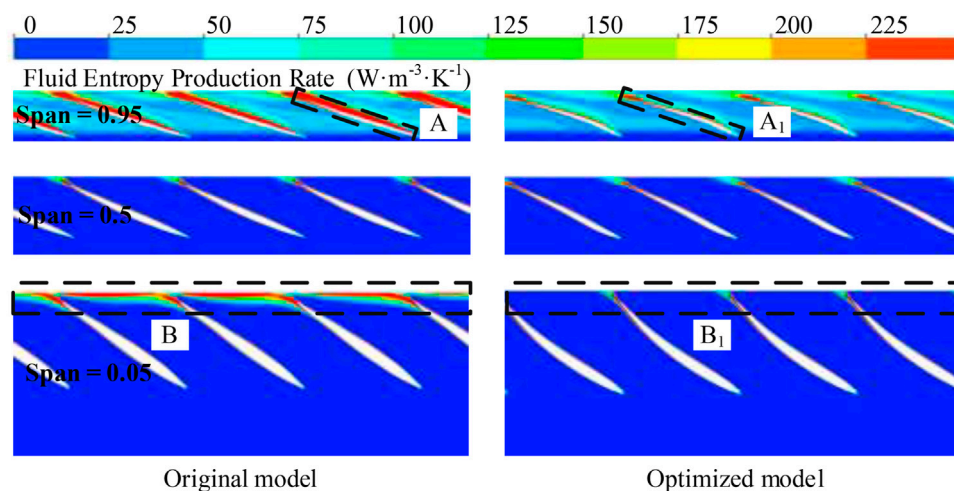 0 25 50 75 100 125 150 175 200 225
Fluid Entropy Production Rate (W·m⁻³·K⁻¹)
Span = 0.95
A
A₁
Span = 0.5
B
B₁
Span = 0.05
Original model
Optimized model